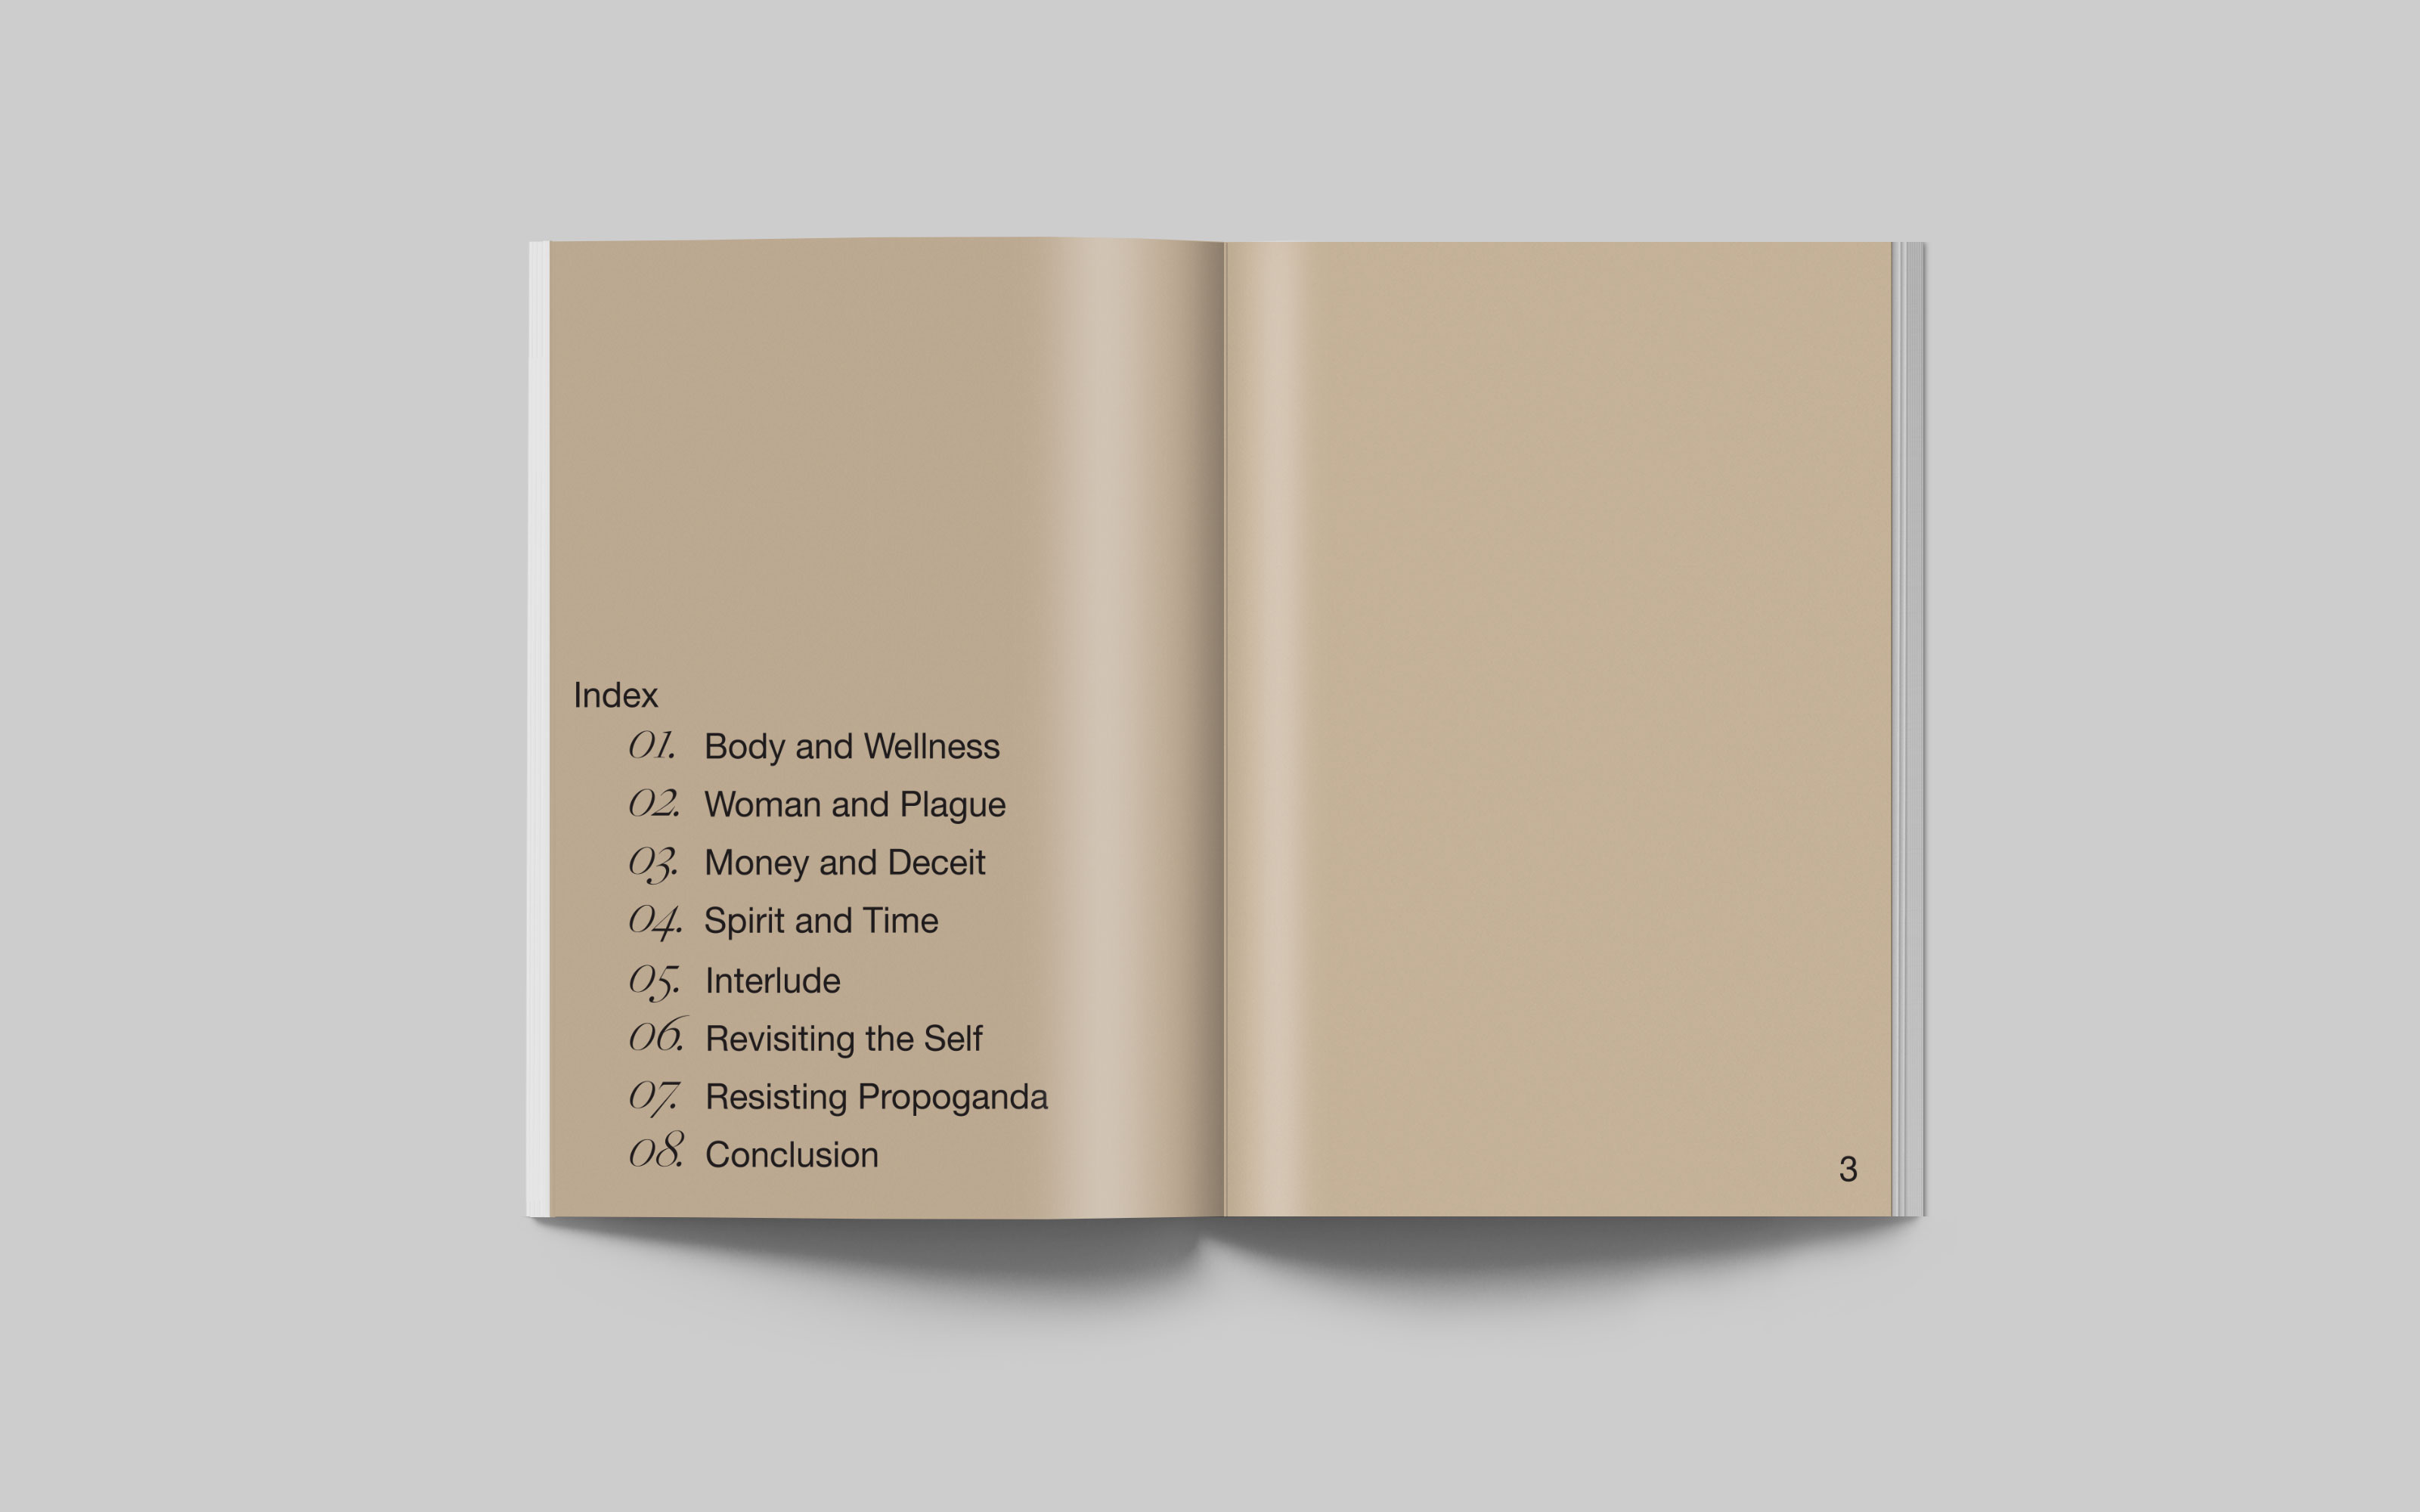 Index
01. Body and Wellness
02. Woman and Plague
03. Money and Deceit
04. Spirit and Time
05. Interlude
06. Revisiting the Self
07. Resisting Propoganda
08. Conclusion
3